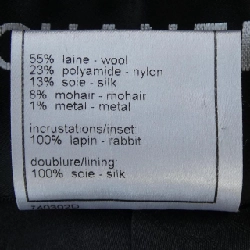 55% laine - wool
23% polyamide - nylon
13% soie - silk
8% mohair - mohair
1% metal - metal
incrustations/inset:
100% lapin - rabbit
doublure/lining:
100% soie - silk